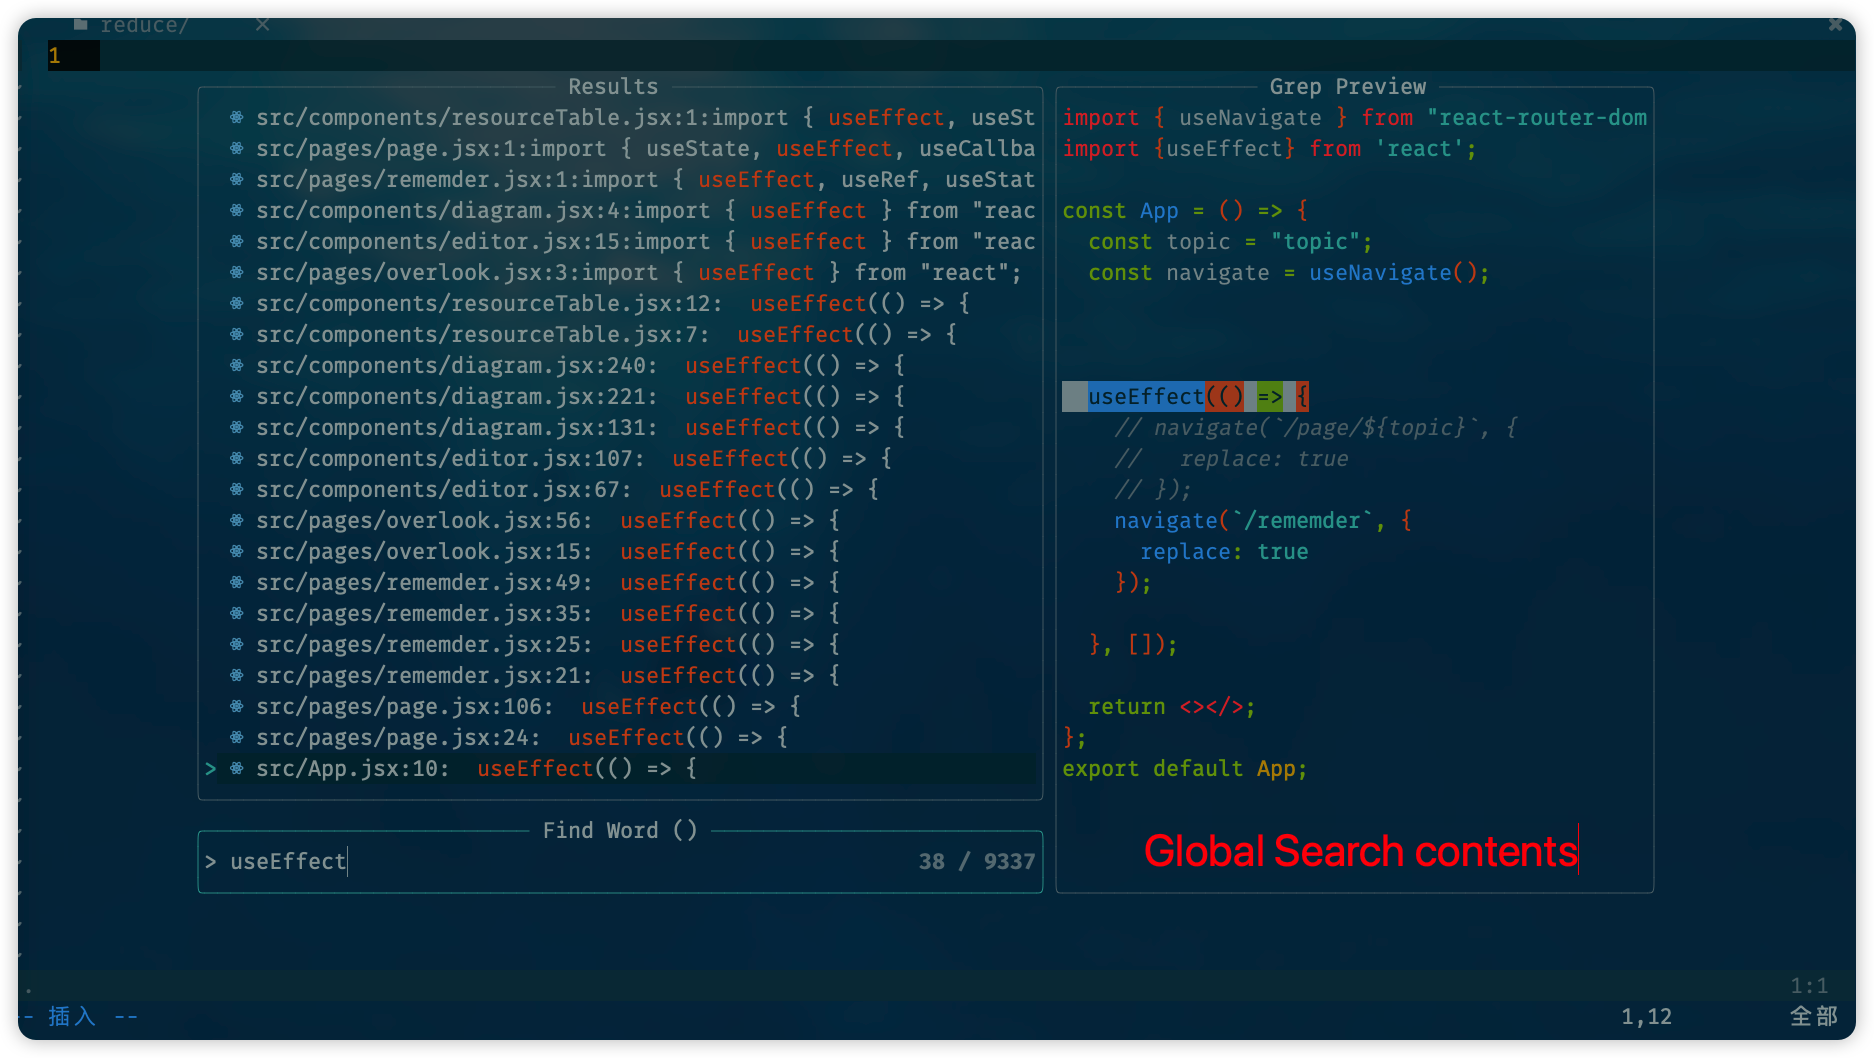 reduce/
1
Results
src/components/resourceTable.jsx:1:import { useEffect, useSt
src/pages/page.jsx:1:import { useState, useEffect, useCallba
src/pages/rememder.jsx:1:import { useEffect, useRef, useStat
src/components/diagram.jsx:4:import { useEffect } from "reac
src/components/editor.jsx:15:import { useEffect } from "reac
src/pages/overlook.jsx:3:import { useEffect } from "react";
src/components/resourceTable.jsx:12:  useEffect(() => {
src/components/resourceTable.jsx:7:  useEffect(() => {
src/components/diagram.jsx:240:  useEffect(() => {
src/components/diagram.jsx:221:  useEffect(() => {
src/components/diagram.jsx:131:  useEffect(() => {
src/components/editor.jsx:107:  useEffect(() => {
src/components/editor.jsx:67:  useEffect(() => {
src/pages/overlook.jsx:56:  useEffect(() => {
src/pages/overlook.jsx:15:  useEffect(() => {
src/pages/rememder.jsx:49:  useEffect(() => {
src/pages/rememder.jsx:35:  useEffect(() => {
src/pages/rememder.jsx:25:  useEffect(() => {
src/pages/rememder.jsx:21:  useEffect(() => {
src/pages/page.jsx:106:  useEffect(() => {
src/pages/page.jsx:24:  useEffect(() => {
> src/App.jsx:10:  useEffect(() => {
Find Word ()
> useEffect 38 / 9337
Grep Preview
import { useNavigate } from "react-router-dom
import {useEffect} from 'react';
const App = () => {
  const topic = "topic";
  const navigate = useNavigate();
  useEffect(() => {
    // navigate(`/page/${topic}`, {
    //   replace: true
    // });
    navigate(`/rememder`, {
      replace: true
    });
  }, []);
  return <></>;
};
export default App;
Global Search contents
. 1:1
-- 插入 -- 1,12 全部